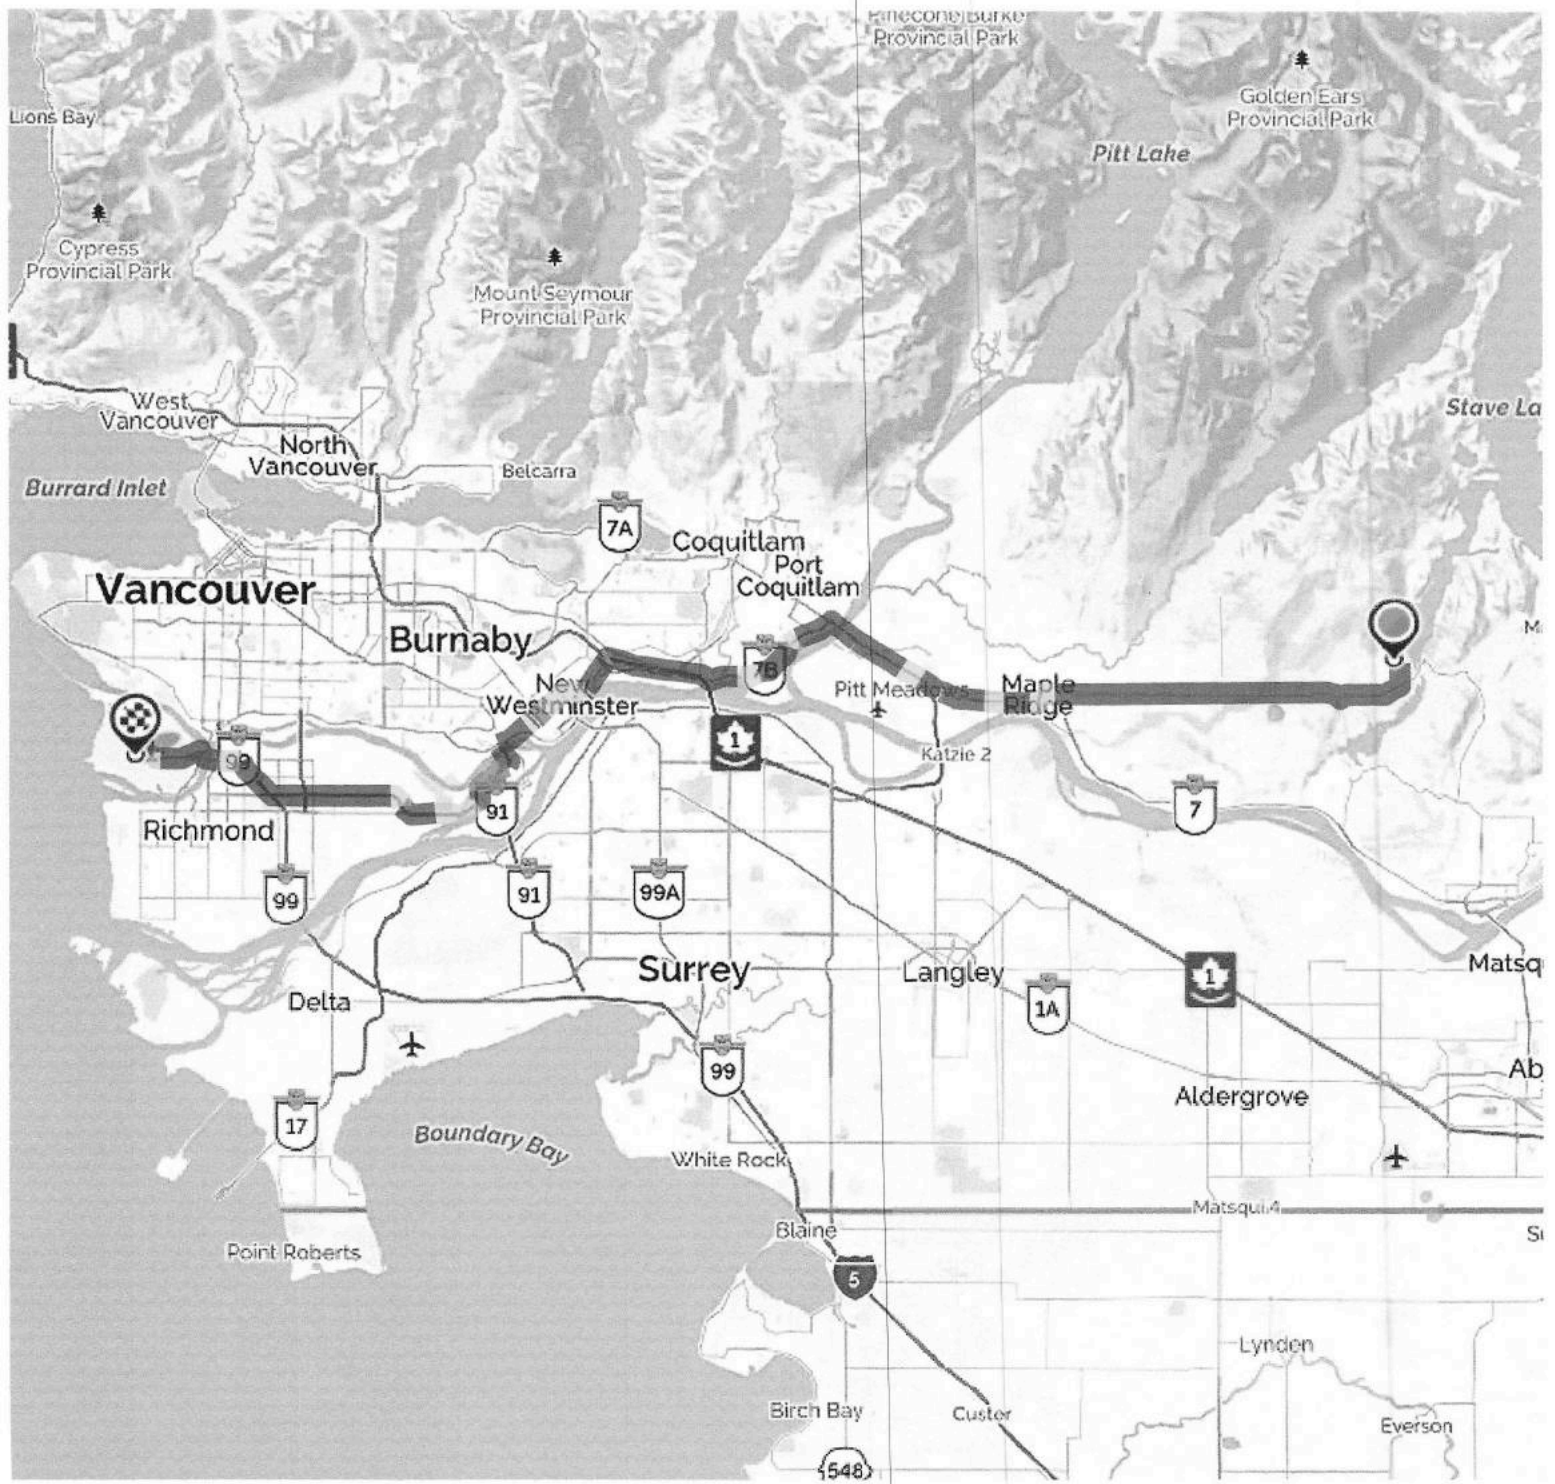 Pinecone Burke
Provincial Park
Golden Ears
Provincial Park
Lions Bay
Pitt Lake
Cypress
Provincial Park
Mount Seymour
Provincial Park
West
Vancouver
Stave La
North
Vancouver
Belcarra
Burrard Inlet
7A
Coquitlam
Port
Coquitlam
Vancouver
Burnaby
M
7B
New
Westminster
Pitt Meadows
Maple
Ridge
1
Katzie 2
99
91
7
Richmond
99
91
99A
Surrey
Langley
1
Matsq
Delta
1A
99
Ab
Aldergrove
17
Boundary Bay
White Rock
Matsqui 4
Blaine
Point Roberts
5
Lynden
Birch Bay
Custer
Everson
548